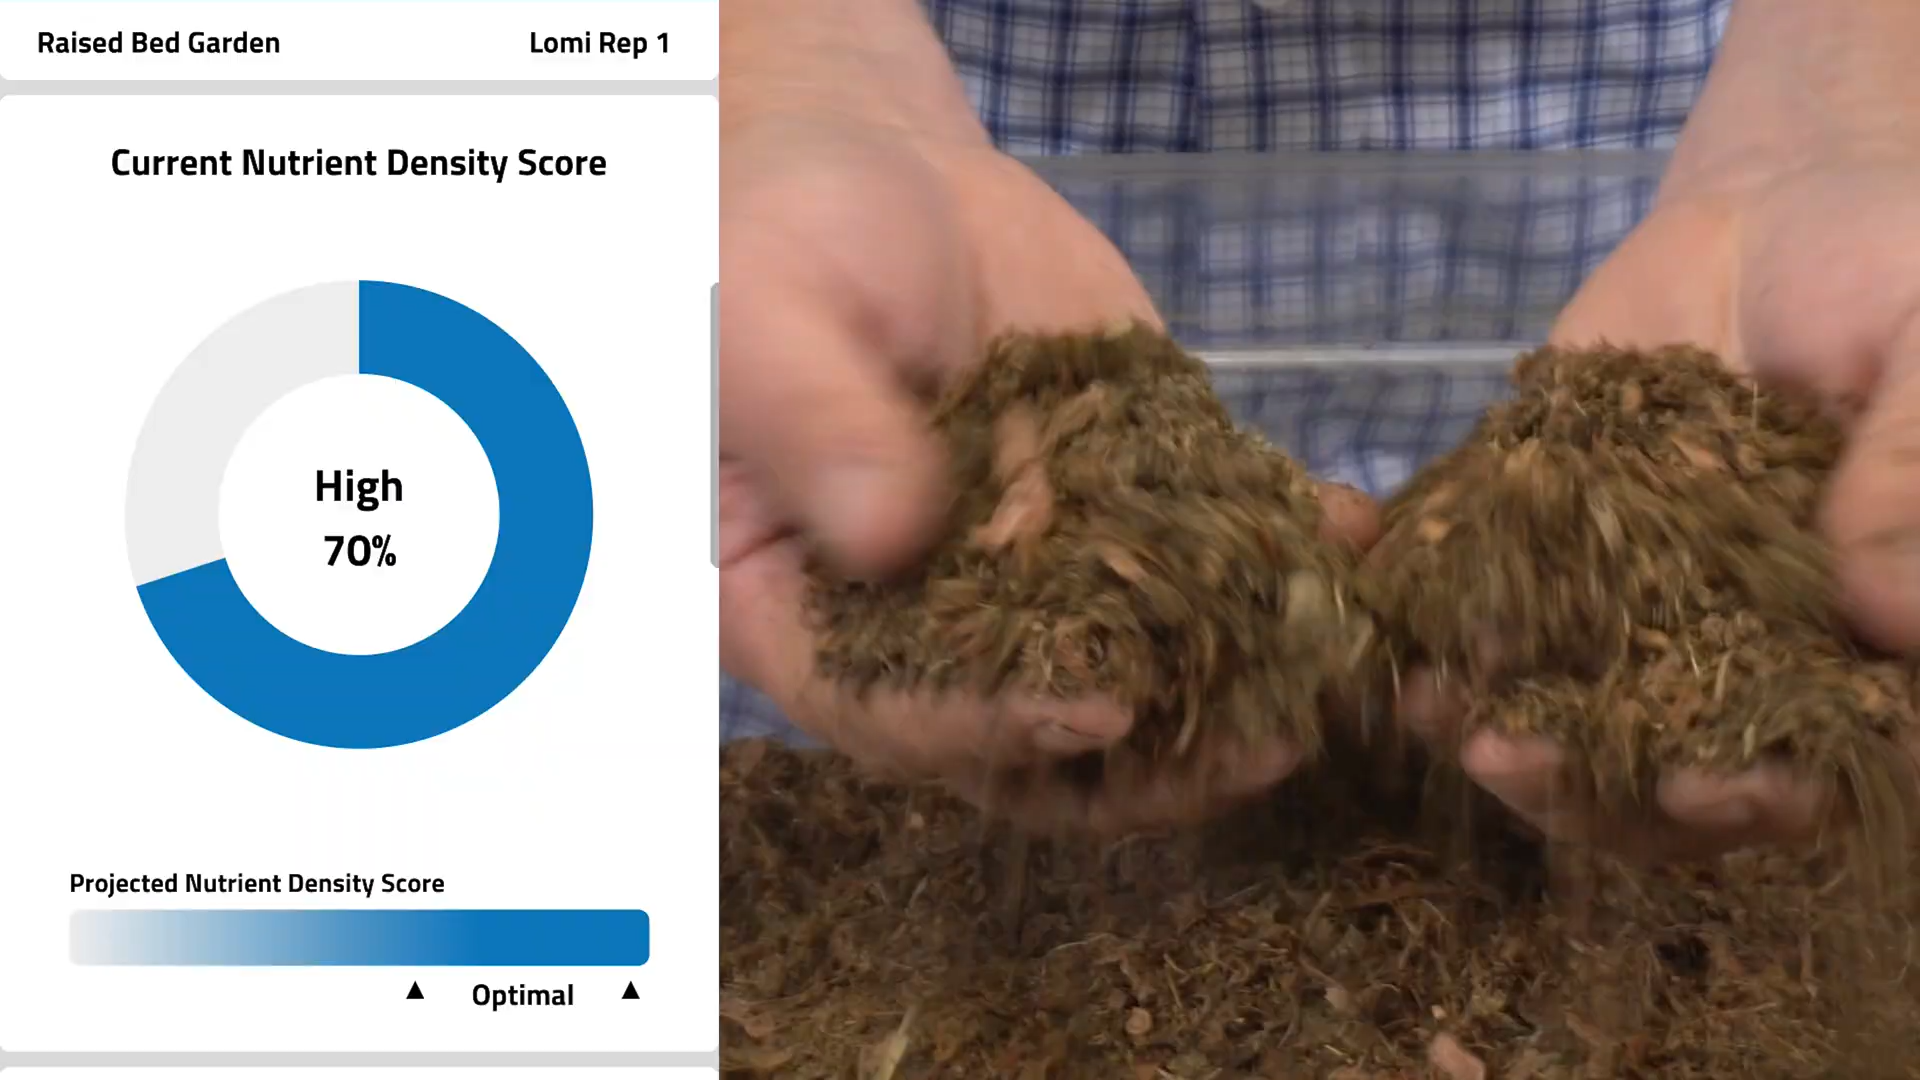 Raised Bed Garden
Lomi Rep 1
Current Nutrient Density Score
High
70%
Projected Nutrient Density Score
▲ Optimal ▲